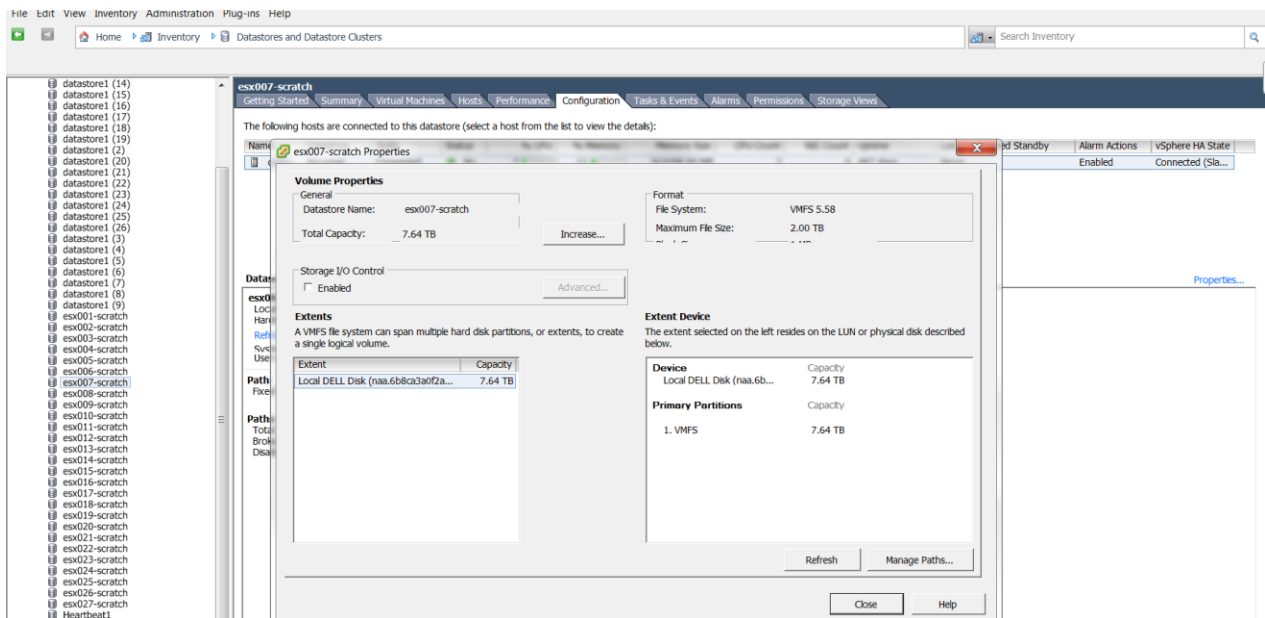 File Edit View Inventory Administration Plug-ins Help
Home Inventory Datastores and Datastore Clusters
Search Inventory
datastore1 (14)
datastore1 (15)
datastore1 (16)
datastore1 (17)
datastore1 (18)
datastore1 (19)
datastore1 (2)
datastore1 (20)
datastore1 (21)
datastore1 (22)
datastore1 (23)
datastore1 (24)
datastore1 (25)
datastore1 (26)
datastore1 (3)
datastore1 (4)
datastore1 (5)
datastore1 (6)
datastore1 (7)
datastore1 (8)
datastore1 (9)
esx001-scratch
esx002-scratch
esx003-scratch
esx004-scratch
esx005-scratch
esx006-scratch
esx007-scratch
esx008-scratch
esx009-scratch
esx010-scratch
esx011-scratch
esx012-scratch
esx013-scratch
esx014-scratch
esx015-scratch
esx016-scratch
esx017-scratch
esx018-scratch
esx019-scratch
esx020-scratch
esx021-scratch
esx022-scratch
esx023-scratch
esx024-scratch
esx025-scratch
esx026-scratch
esx027-scratch
Heartbeat1
esx007-scratch
Getting Started Summary Virtual Machines Hosts Performance Configuration Tasks & Events Alarms Permissions Storage Views
The following hosts are connected to this datastore (select a host from the list to view the details):
Name Standby Alarm Actions vSphere HA State
Enabled Connected (Sla...
Properties...
Path
esx007-scratch Properties
Volume Properties
General
Datastore Name: esx007-scratch
Total Capacity: 7.64 TB
Increase...
Format
File System: VMFS 5.58
Maximum File Size: 2.00 TB
Storage I/O Control
Enabled
Advanced...
Extents
A VMFS file system can span multiple hard disk partitions, or extents, to create
a single logical volume.
Extent Capacity
Local DELL Disk (naa.6b8ca3a0f2a... 7.64 TB
Extent Device
The extent selected on the left resides on the LUN or physical disk described
below.
Device Capacity
Local DELL Disk (naa.6b... 7.64 TB
Primary Partitions Capacity
1. VMFS 7.64 TB
Refresh
Manage Paths...
Close
Help